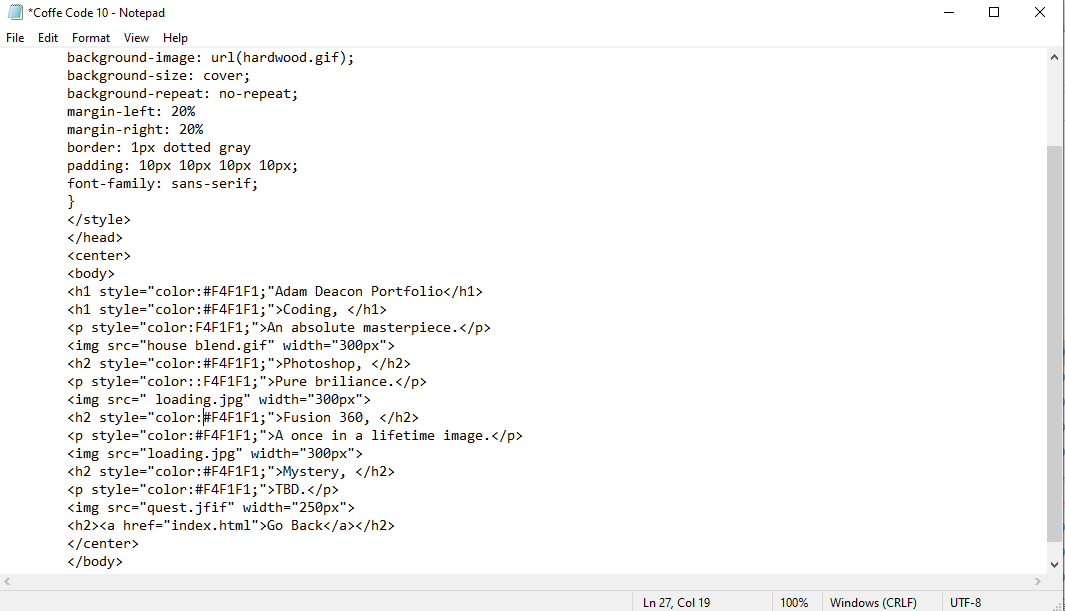 *Coffe Code 10 - Notepad
File Edit Format View Help
background-image: url(hardwood.gif);
background-size: cover;
background-repeat: no-repeat;
margin-left: 20%
margin-right: 20%
border: 1px dotted gray
padding: 10px 10px 10px 10px;
font-family: sans-serif;
}
</style>
</head>
<center>
<body>
<h1 style="color:#F4F1F1;"Adam Deacon Portfolio</h1>
<h1 style="color:#F4F1F1;">Coding, </h1>
<p style="color:F4F1F1;">An absolute masterpiece.</p>
<img src="house blend.gif" width="300px">
<h2 style="color:#F4F1F1;">Photoshop, </h2>
<p style="color::F4F1F1;">Pure briliance.</p>
<img src=" loading.jpg" width="300px">
<h2 style="color:#F4F1F1;">Fusion 360, </h2>
<p style="color:#F4F1F1;">A once in a lifetime image.</p>
<img src="loading.jpg" width="300px">
<h2 style="color:#F4F1F1;">Mystery, </h2>
<p style="color:#F4F1F1;">TBD.</p>
<img src="quest.jfif" width="250px">
<h2><a href="index.html">Go Back</a></h2>
</center>
</body>
Ln 27, Col 19 100% Windows (CRLF) UTF-8